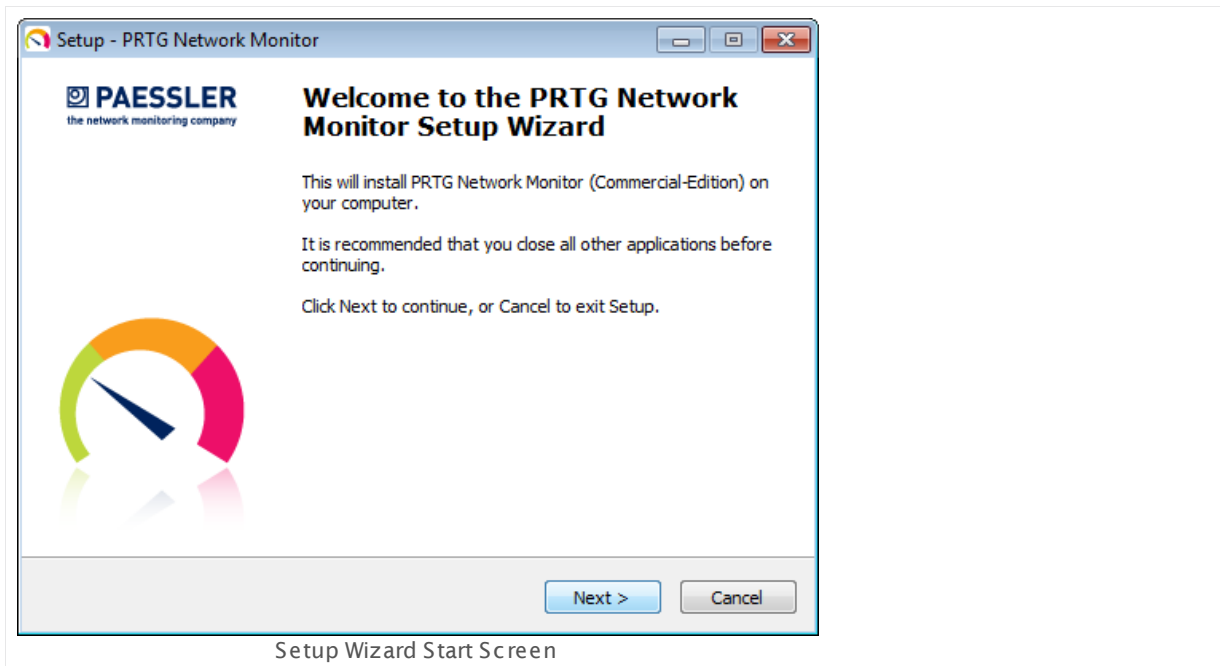 Setup - PRTG Network Monitor
PAESSLER
the network monitoring company
Welcome to the PRTG Network
Monitor Setup Wizard
This will install PRTG Network Monitor (Commercial-Edition) on
your computer.
It is recommended that you close all other applications before
continuing.
Click Next to continue, or Cancel to exit Setup.
Next >
Cancel
Setup Wizard Start Screen